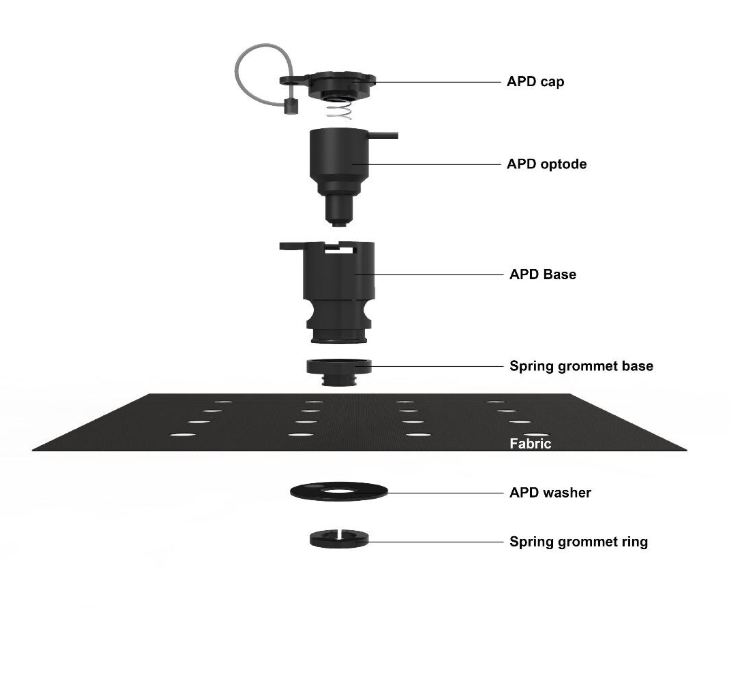 APD cap
APD optode
APD Base
Spring grommet base
Fabric
APD washer
Spring grommet ring